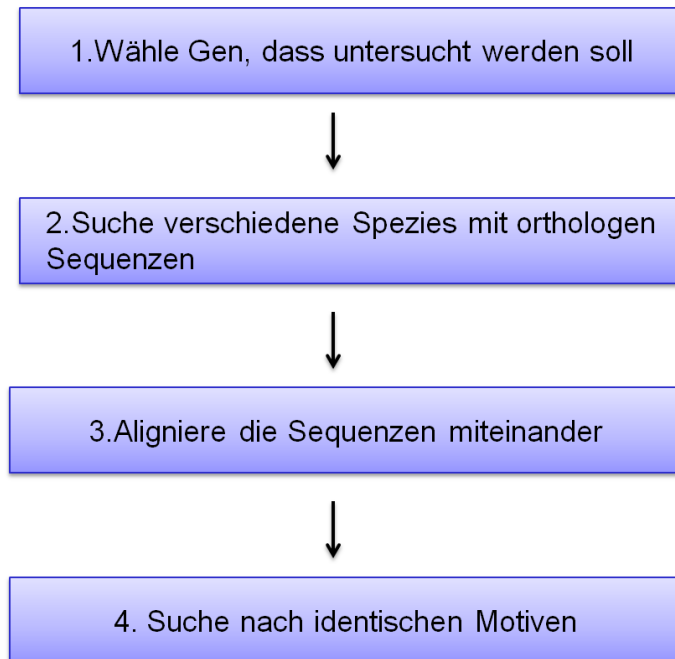 1.Wähle Gen, dass untersucht werden soll
2.Suche verschiedene Spezies mit orthologen
Sequenzen
3.Aligniere die Sequenzen miteinander
4. Suche nach identischen Motiven